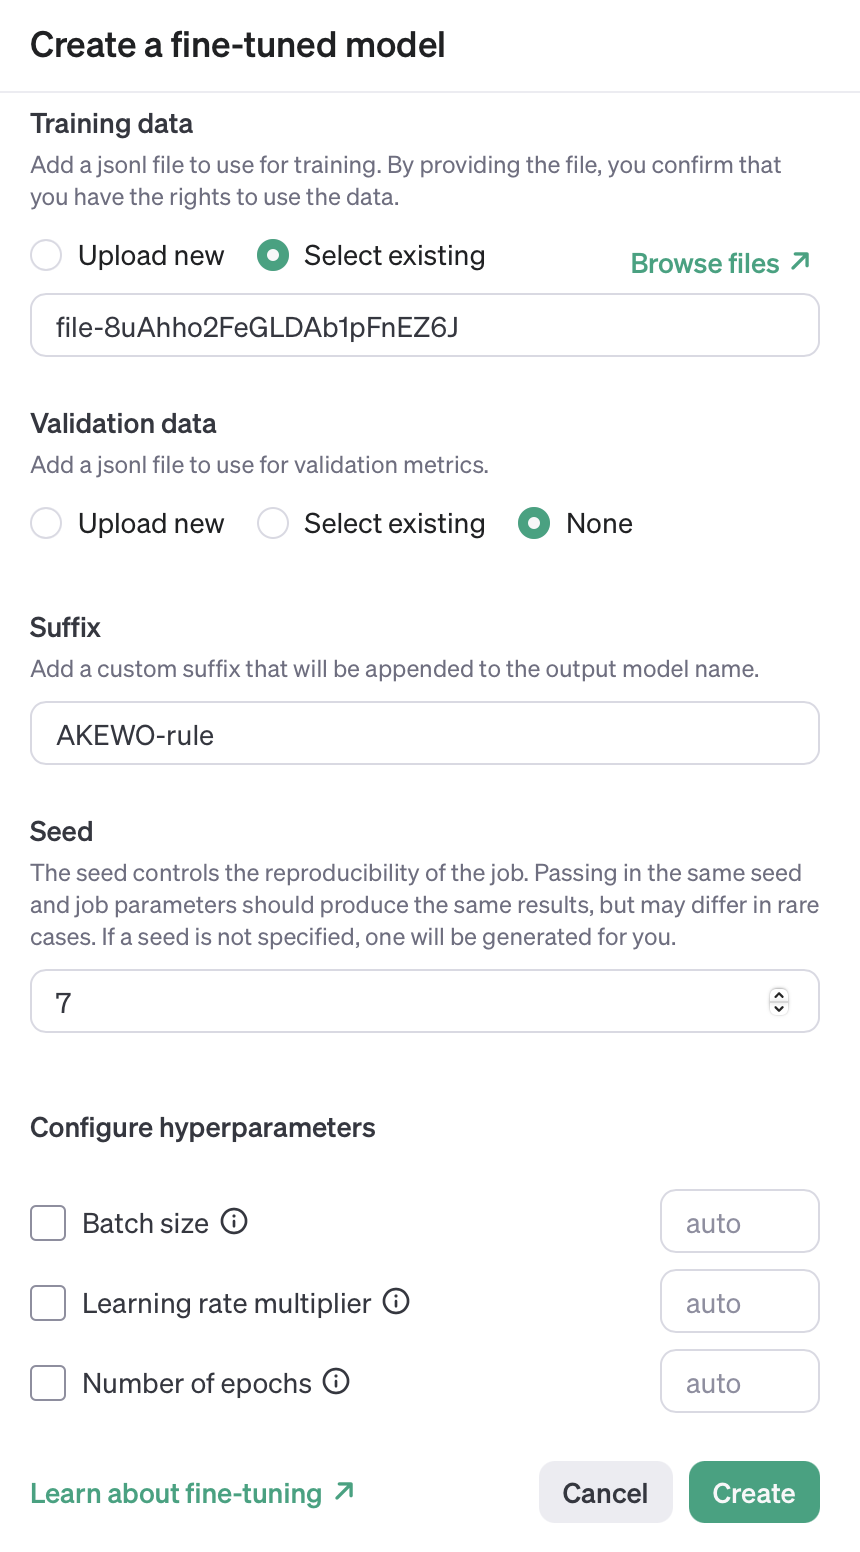 Create a fine-tuned model
Training data
Add a jsonl file to use for training. By providing the file, you confirm that
you have the rights to use the data.
Upload new Select existing Browse files
file-8uAhho2FeGLDAb1pFnEZ6J
Validation data
Add a jsonl file to use for validation metrics.
Upload new Select existing None
Suffix
Add a custom suffix that will be appended to the output model name.
AKEWO-rule
Seed
The seed controls the reproducibility of the job. Passing in the same seed
and job parameters should produce the same results, but may differ in rare
cases. If a seed is not specified, one will be generated for you.
7
Configure hyperparameters
Batch size auto
Learning rate multiplier auto
Number of epochs auto
Learn about fine-tuning Cancel Create